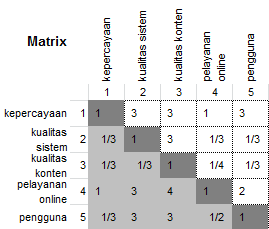 Matrix
kepercayaan
kualitas sistem
kualitas konten
pelayanan
online
pengguna
1 2 3 4 5
kepercayaan 1 1 3 3 1 3
kualitas
sistem 2 1/3 1 3 1/3 1/3
kualitas
konten 3 1/3 1/3 1 1/4 1/3
pelayanan
online 4 1 3 4 1 2
pengguna 5 1/3 3 3 1/2 1